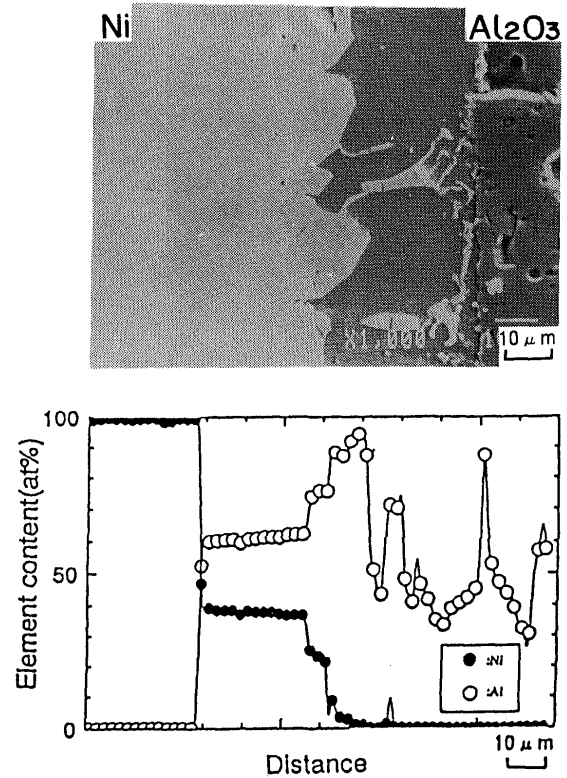 Ni Al2O3
X1,000
10 μm
100
50
0
Element content(at%)
:Ni
:Al
Distance
10 μm